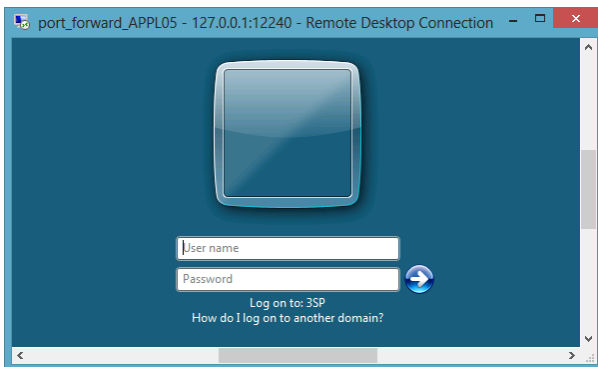 port_forward_APPL05 - 127.0.0.1:12240 - Remote Desktop Connection
User name
Password
Log on to: 3SP
How do I log on to another domain?